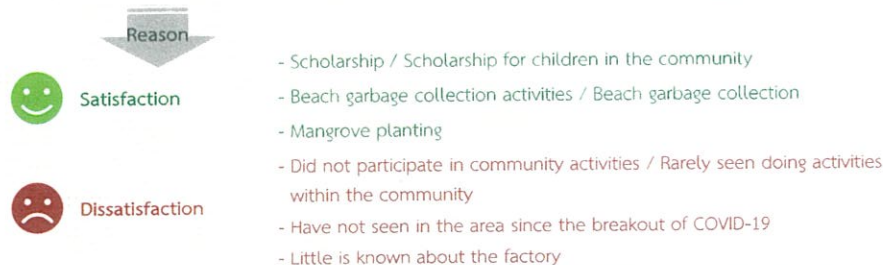 Reason
Satisfaction
- Scholarship / Scholarship for children in the community
- Beach garbage collection activities / Beach garbage collection
- Mangrove planting
Dissatisfaction
- Did not participate in community activities / Rarely seen doing activities
within the community
- Have not seen in the area since the breakout of COVID-19
- Little is known about the factory